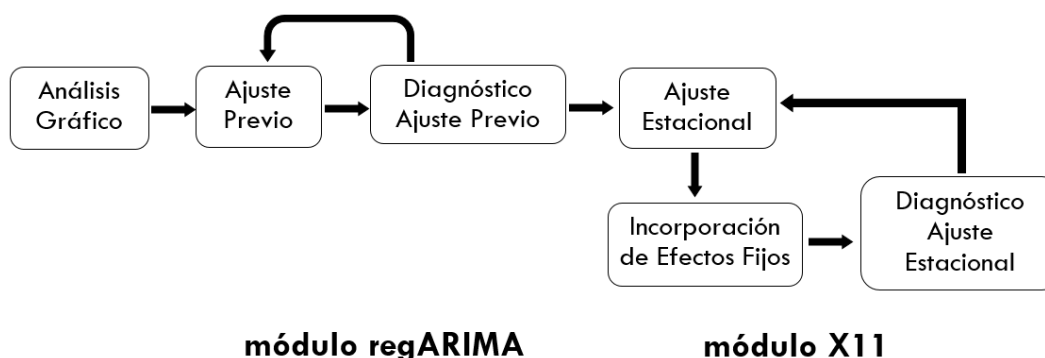 Análisis
Gráfico
Ajuste
Previo
Diagnóstico
Ajuste Previo
Ajuste
Estacional
Incorporación
de Efectos Fijos
Diagnóstico
Ajuste
Estacional
módulo regARIMA
módulo X11